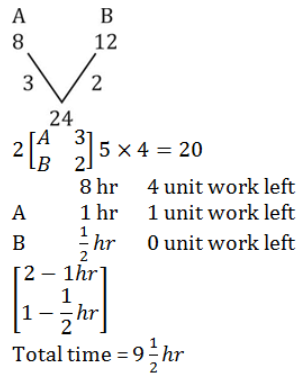 A B
8 12
3 2
24
2[A 3
B 2] 5 × 4 = 20
8 hr 4 unit work left
A 1 hr 1 unit work left
B 1/2 hr 0 unit work left
[2 − 1hr
1 − 1/2 hr]
Total time = 9 1/2 hr